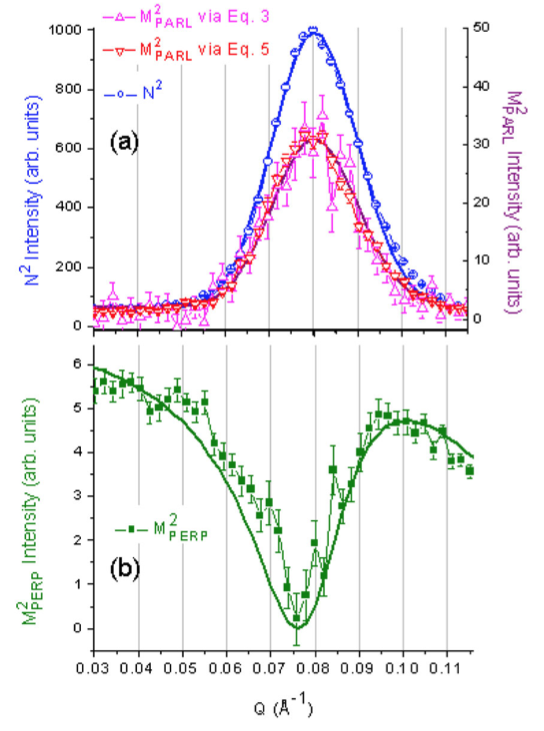 M²PARL via Eq. 3
M²PARL via Eq. 5
N²
(a)
N² Intensity (arb. units)
1000
800
600
400
200
0
50
40
30
20
10
0
M²PARL Intensity (arb. units)
(b)
M²PERP
M²PERP Intensity (arb. units)
6
5
4
3
2
1
0
0.03 0.04 0.05 0.06 0.07 0.08 0.09 0.10 0.11
Q (Å⁻¹)